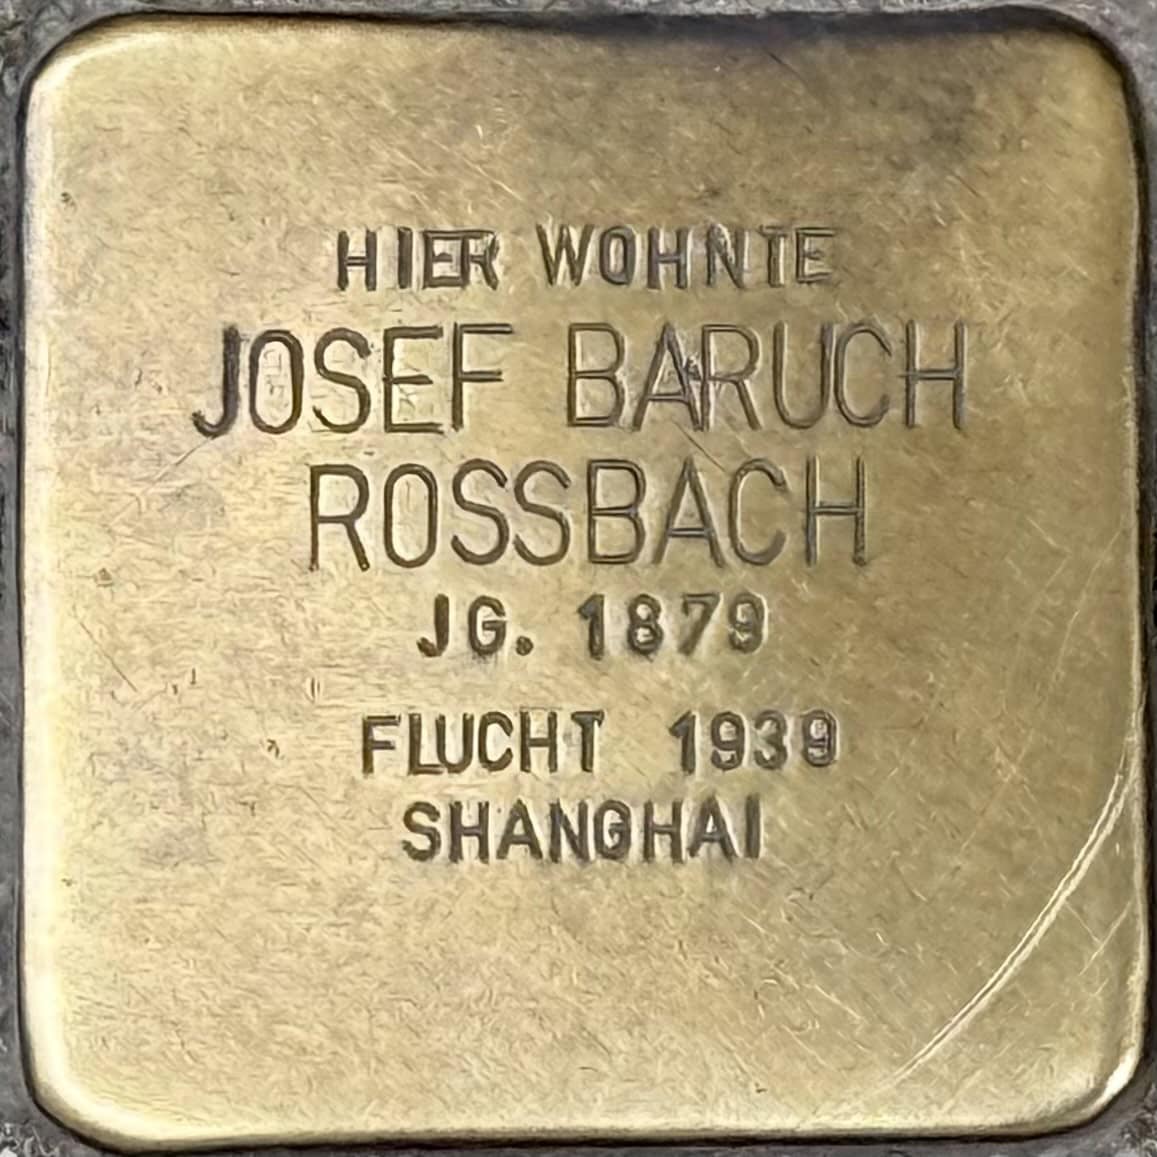 HIER WOHNTE
JOSEF BARUCH
ROSSBACH
JG. 1879
FLUCHT 1939
SHANGHAI